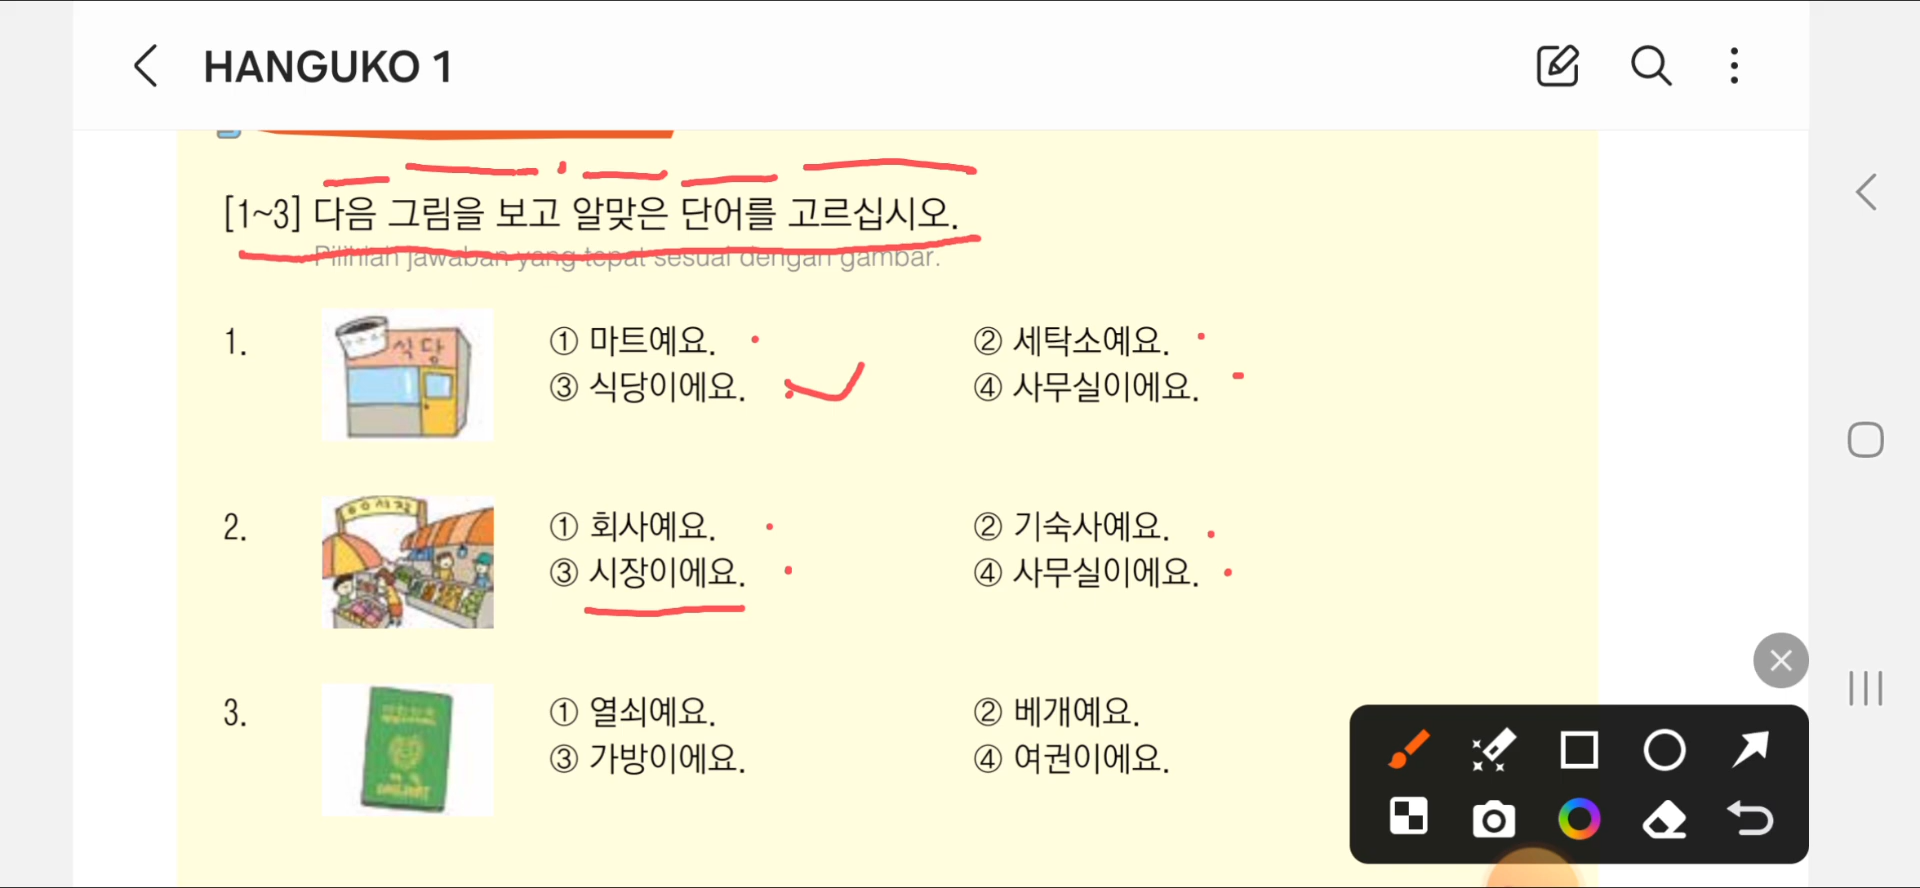 HANGUKO 1
[1~3] 다음 그림을 보고 알맞은 단어를 고르십시오.
Pilihlah jawaban yang tepat sesuai dengan gambar.
1.
식당
① 마트예요.
② 세탁소예요.
③ 식당이에요.
④ 사무실이에요.
2.
시장
① 회사예요.
② 기숙사예요.
③ 시장이에요.
④ 사무실이에요.
3.
① 열쇠예요.
② 베개예요.
③ 가방이에요.
④ 여권이에요.